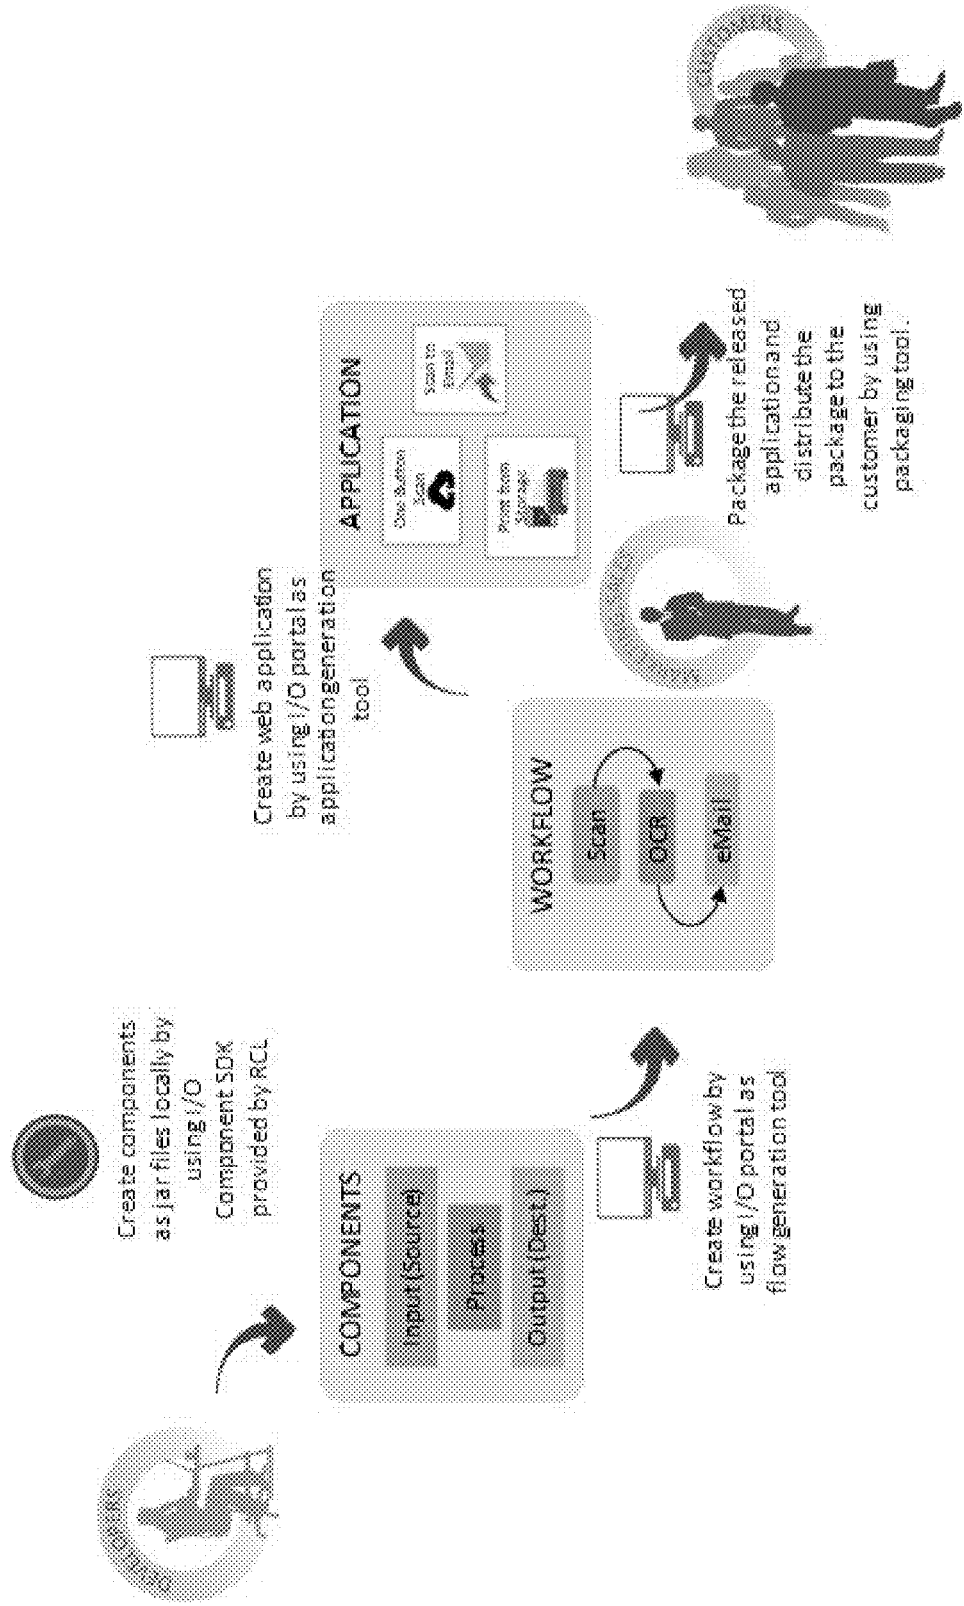 DEVELOPERS
Create components
as jar files locally by
using I/O
Component SDK
provided by RCL
COMPONENTS
Input(Source)
Process
Output(Dest.)
Create workflow by
using I/O portal as
flow generation tool
WORKFLOW
Scan
OCR
eMail
Create web application
by using I/O portal as
application generation
tool
APPLICATION
One Button
Scan
Scan to
Email
Print from
Storage
Package the released
application and
distribute the
package to the
customer by using
packaging tool.
CUSTOMERS